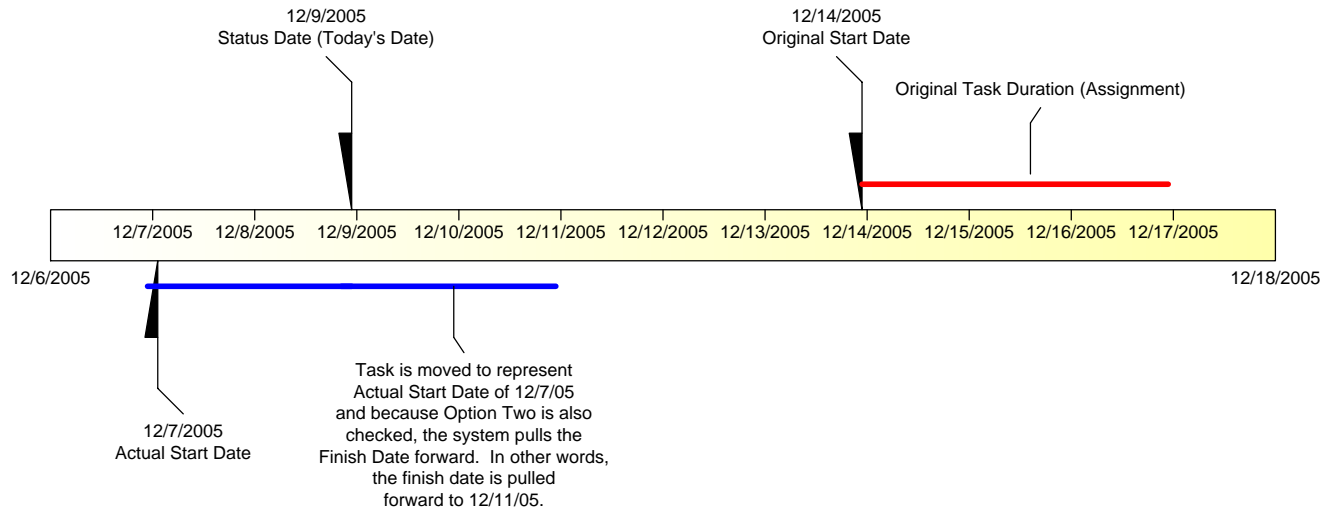 12/9/2005
Status Date (Today's Date)
12/14/2005
Original Start Date
Original Task Duration (Assignment)
12/7/2005 12/8/2005 12/9/2005 12/10/2005 12/11/2005 12/12/2005 12/13/2005 12/14/2005 12/15/2005 12/16/2005 12/17/2005
12/6/2005 12/18/2005
Task is moved to represent
Actual Start Date of 12/7/05
and because Option Two is also
checked, the system pulls the
Finish Date forward. In other words,
the finish date is pulled
forward to 12/11/05.
12/7/2005
Actual Start Date